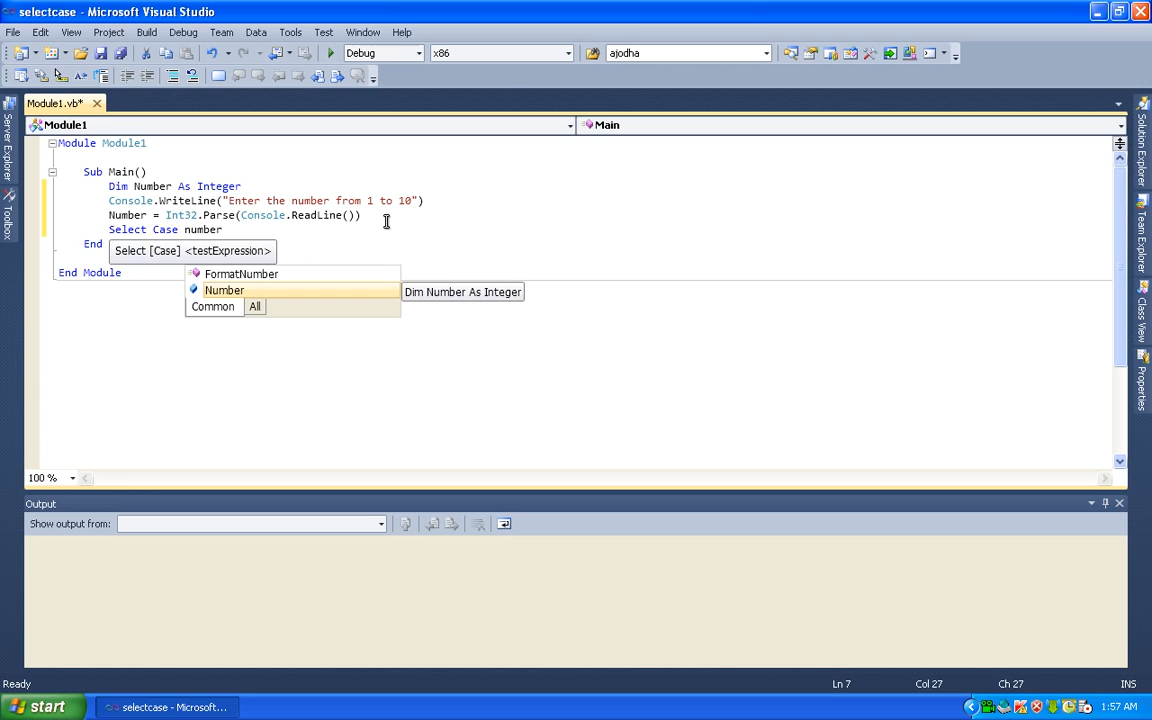 selectcase - Microsoft Visual Studio
File Edit View Project Build Debug Team Data Tools Test Window Help
Debug x86 ajodha
Module1.vb*
Module1 Main
Module Module1
Sub Main()
Dim Number As Integer
Console.WriteLine("Enter the number from 1 to 10")
Number = Int32.Parse(Console.ReadLine())
Select Case number
End
Select [Case] <testExpression>
End Module
FormatNumber
Number
Dim Number As Integer
Common All
100 %
Output
Show output from:
Server Explorer
Toolbox
Solution Explorer
Team Explorer
Class View
Properties
Ready Ln 7 Col 27 Ch 27 INS
start selectcase - Microsoft... 1:57 AM